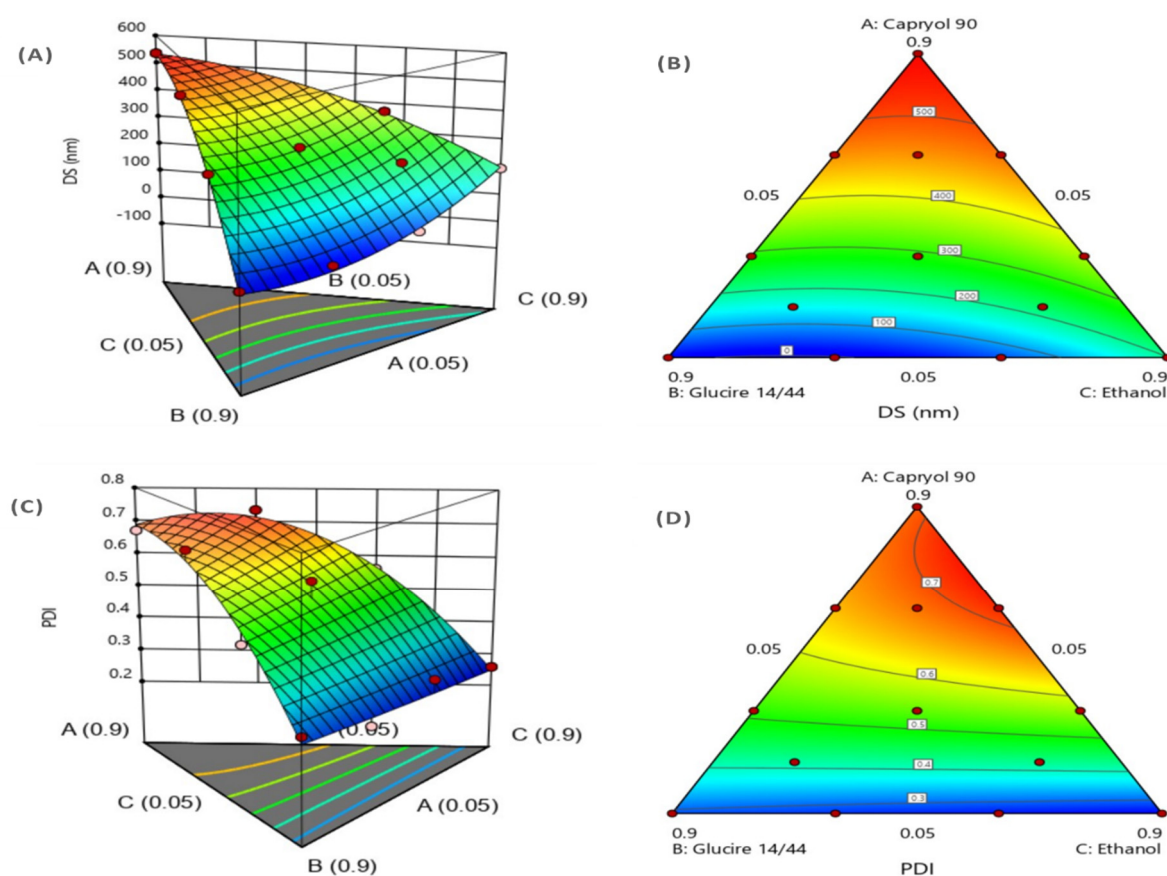 (A)
600
500
400
300
200
100
0
-100
DS (nm)
A (0.9)
B (0.05)
C (0.9)
C (0.05)
A (0.05)
B (0.9)
(B)
A: Capryol 90
0.9
500
0.05
400
0.05
300
200
100
0
0.9
0.05
0.9
B: Glucire 14/44
C: Ethanol
DS (nm)
(C)
0.8
0.7
0.6
0.5
0.4
0.3
0.2
PDI
A (0.9)
(0.05)
C (0.9)
C (0.05)
A (0.05)
B (0.9)
(D)
A: Capryol 90
0.9
0.7
0.05
0.05
0.6
0.5
0.4
0.3
0.9
0.05
0.9
B: Glucire 14/44
C: Ethanol
PDI